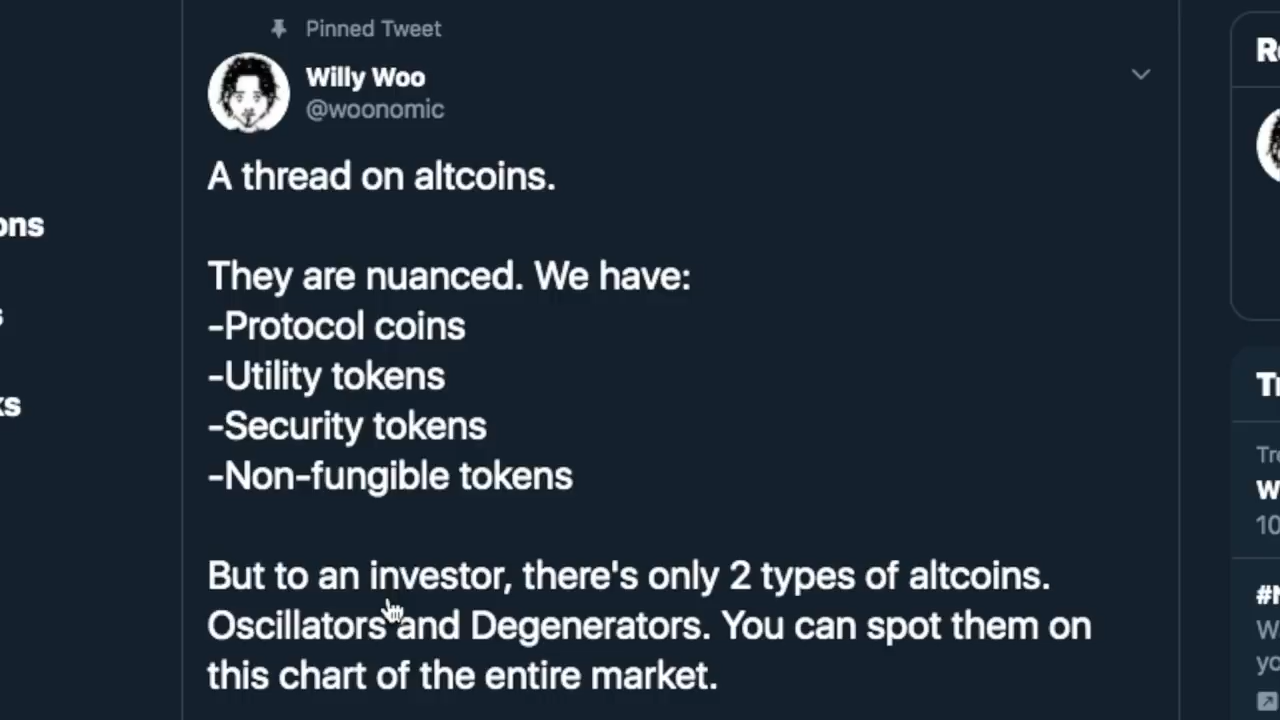 Pinned Tweet
Willy Woo
@woonomic
A thread on altcoins.
They are nuanced. We have:
-Protocol coins
-Utility tokens
-Security tokens
-Non-fungible tokens
But to an investor, there's only 2 types of altcoins.
Oscillators and Degenerators. You can spot them on
this chart of the entire market.